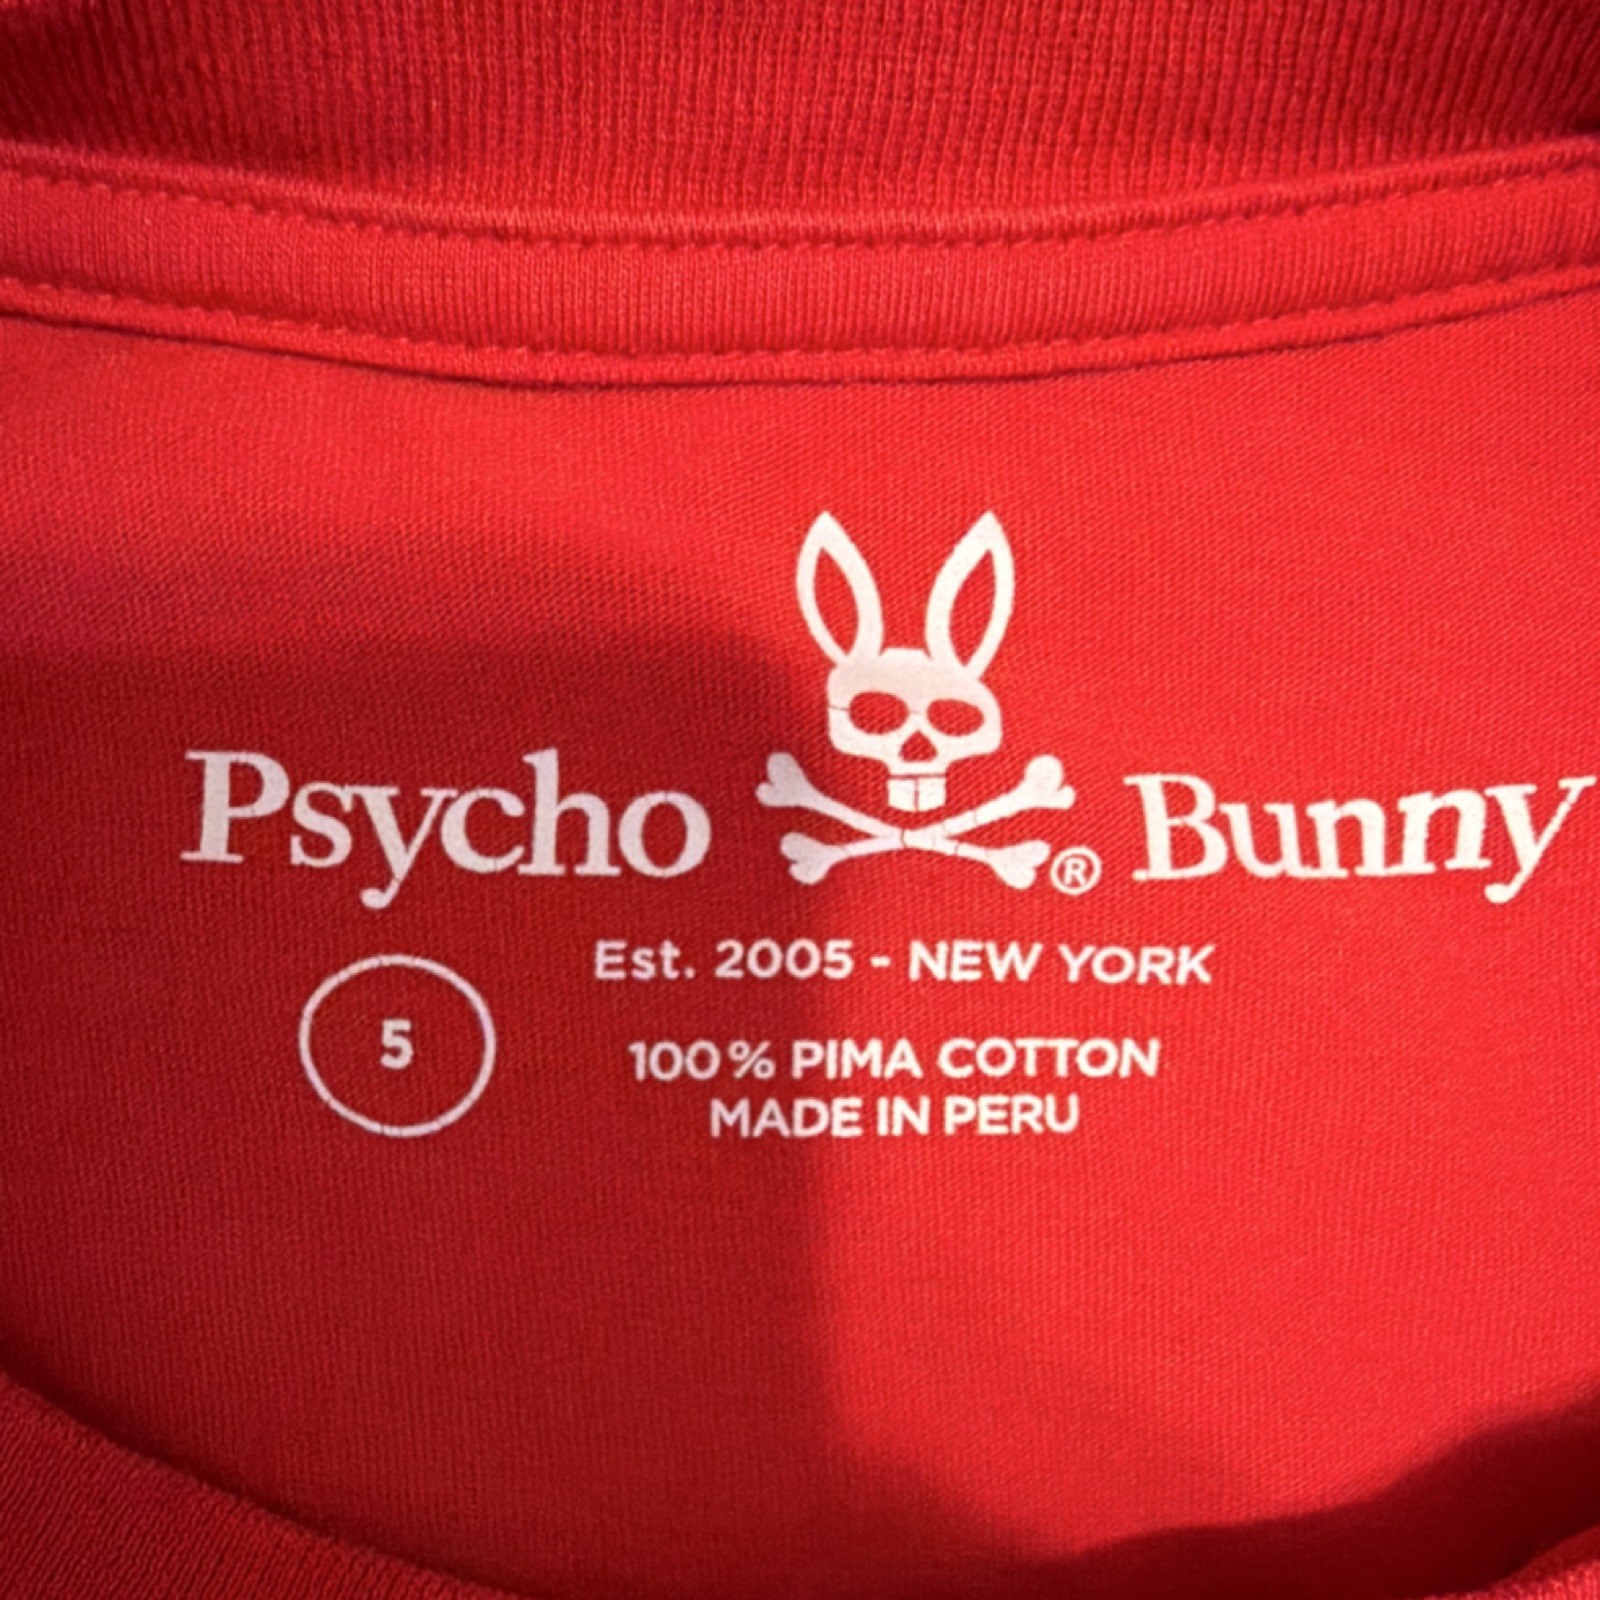 Psycho ® Bunny
Est. 2005 - NEW YORK
5
100% PIMA COTTON
MADE IN PERU